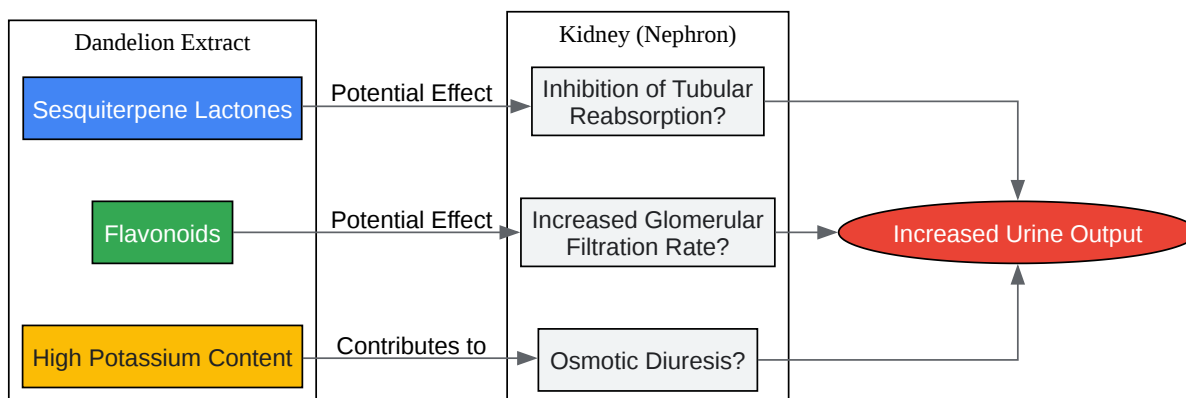 Dandelion Extract
Kidney (Nephron)
Sesquiterpene Lactones
Potential Effect
Inhibition of Tubular
Reabsorption?
Flavonoids
Potential Effect
Increased Glomerular
Filtration Rate?
Increased Urine Output
High Potassium Content
Contributes to
Osmotic Diuresis?